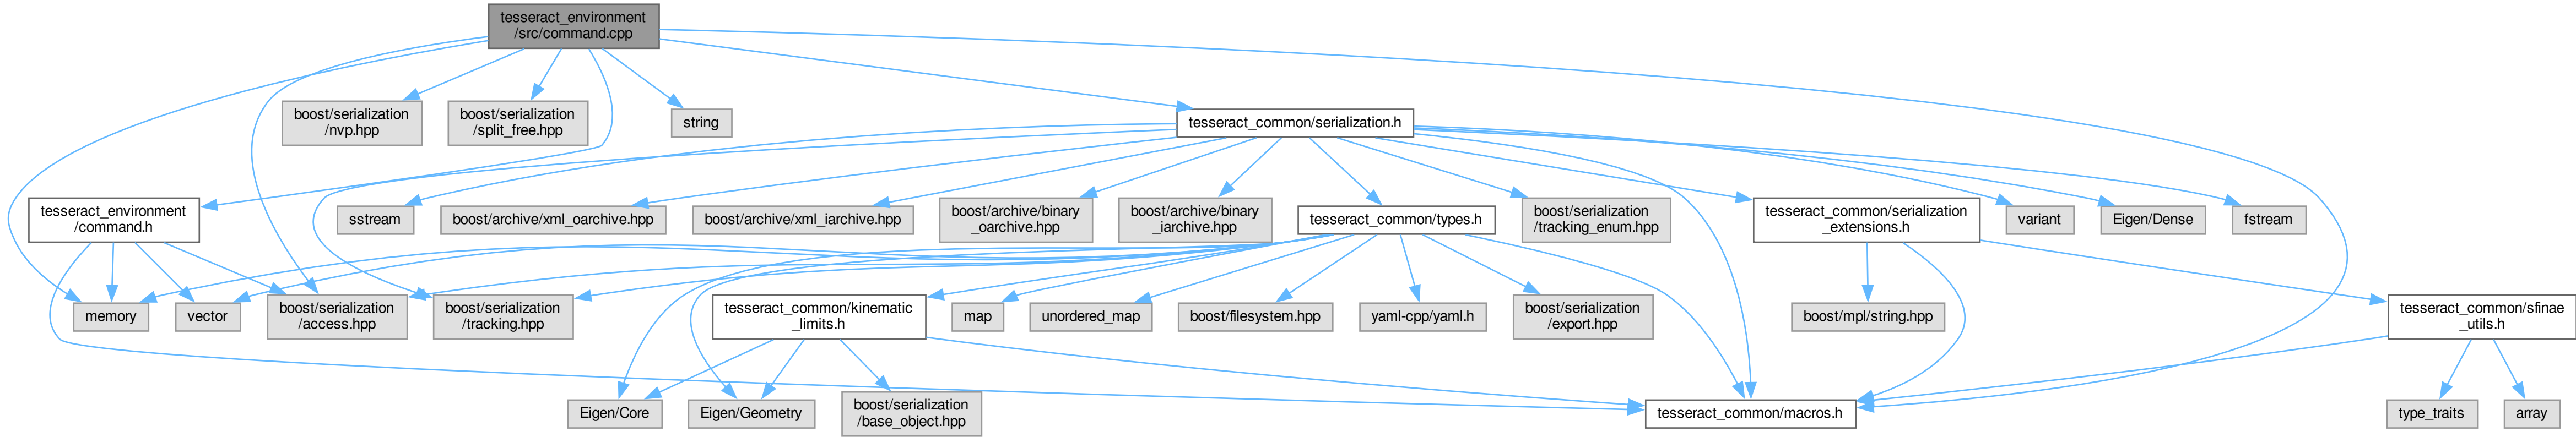 tesseract_environment
/src/command.cpp
boost/serialization
/nvp.hpp
boost/serialization
/split_free.hpp
string
tesseract_common/serialization.h
tesseract_environment
/command.h
sstream
boost/archive/xml_oarchive.hpp
boost/archive/xml_iarchive.hpp
boost/archive/binary
_oarchive.hpp
boost/archive/binary
_iarchive.hpp
tesseract_common/types.h
boost/serialization
/tracking_enum.hpp
tesseract_common/serialization
_extensions.h
variant
Eigen/Dense
fstream
memory
vector
boost/serialization
/access.hpp
boost/serialization
/tracking.hpp
tesseract_common/kinematic
_limits.h
map
unordered_map
boost/filesystem.hpp
yaml-cpp/yaml.h
boost/serialization
/export.hpp
boost/mpl/string.hpp
tesseract_common/sfinae
_utils.h
Eigen/Core
Eigen/Geometry
boost/serialization
/base_object.hpp
tesseract_common/macros.h
type_traits
array